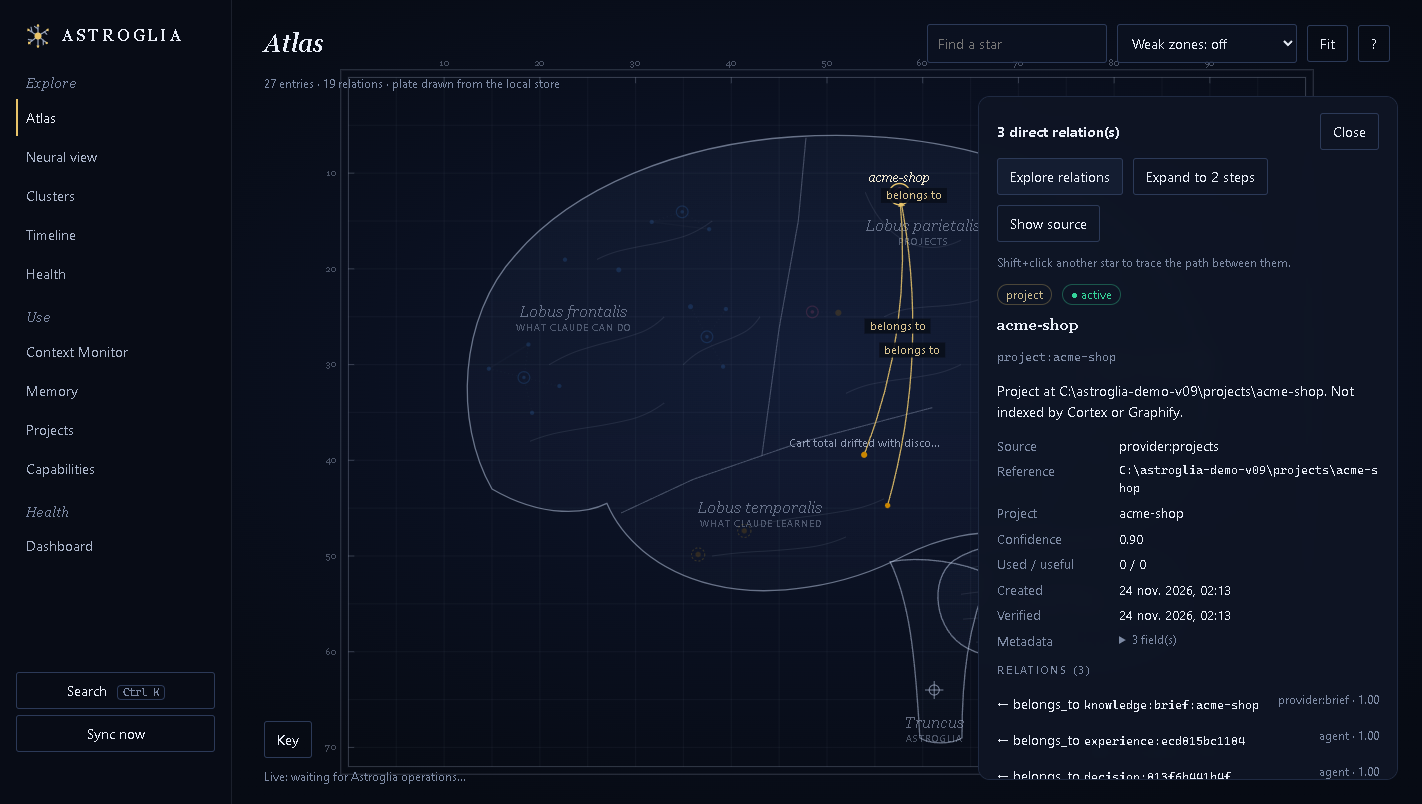 ASTROGLIA
Explore
Atlas
Neural view
Clusters
Timeline
Health
Use
Context Monitor
Memory
Projects
Capabilities
Health
Dashboard
Search Ctrl K
Sync now
Atlas
Find a star
Weak zones: off
Fit
?
27 entries · 19 relations · plate drawn from the local store
10 20 30 40 50 60 70 80 90
10
20
30
40
50
60
70
acme-shop
belongs to
Lobus parietalis
PROJECTS
Lobus frontalis
WHAT CLAUDE CAN DO
belongs to
belongs to
Cart total drifted with disco...
Lobus temporalis
WHAT CLAUDE LEARNED
Truncus
ASTROGLIA
Key
Live: waiting for Astroglia operations...
3 direct relation(s)
Close
Explore relations
Expand to 2 steps
Show source
Shift+click another star to trace the path between them.
project
active
acme-shop
project:acme-shop
Project at C:\astroglia-demo-v09\projects\acme-shop. Not
indexed by Cortex or Graphify.
Source provider:projects
Reference C:\astroglia-demo-v09\projects\acme-s
hop
Project acme-shop
Confidence 0.90
Used / useful 0 / 0
Created 24 nov. 2026, 02:13
Verified 24 nov. 2026, 02:13
Metadata ▶ 3 field(s)
RELATIONS (3)
← belongs_to knowledge:brief:acme-shop provider:brief · 1.00
← belongs_to experience:ecd015bc1104 agent · 1.00
← belongs_to agent · 1.00